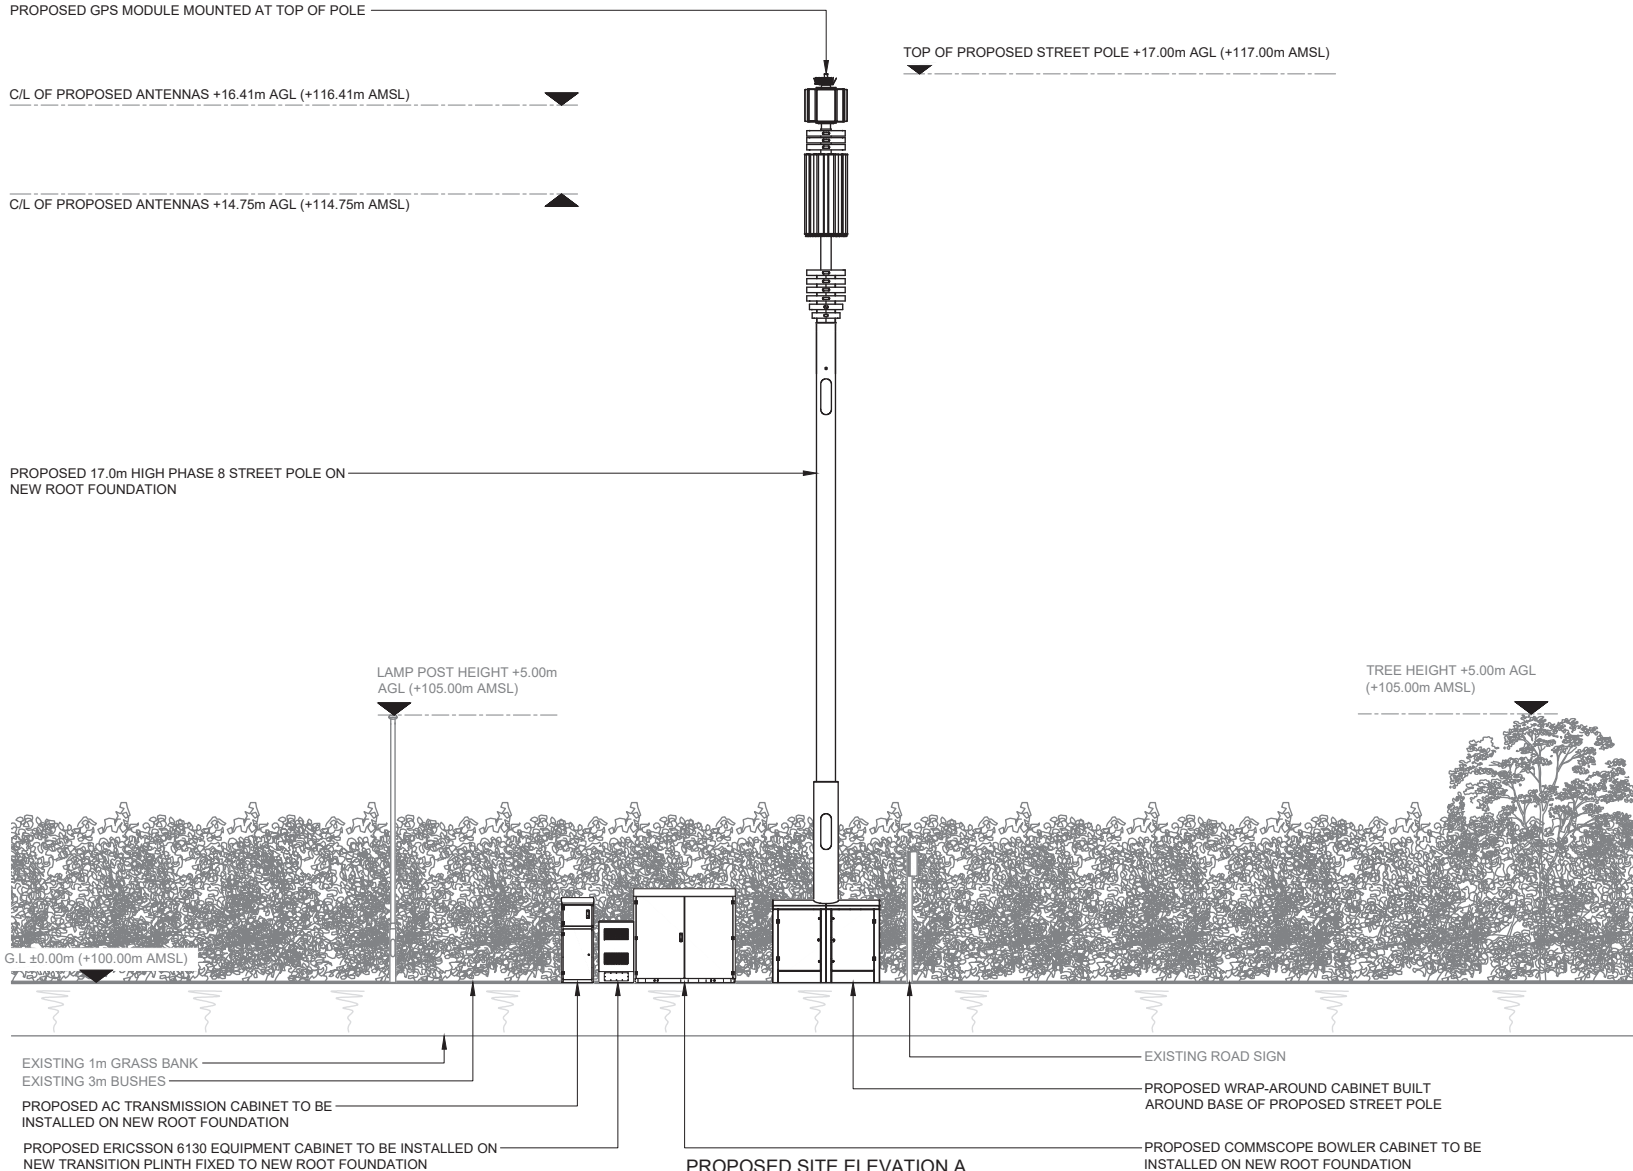 PROPOSED GPS MODULE MOUNTED AT TOP OF POLE
TOP OF PROPOSED STREET POLE +17.00m AGL (+117.00m AMSL)
C/L OF PROPOSED ANTENNAS +16.41m AGL (+116.41m AMSL)
C/L OF PROPOSED ANTENNAS +14.75m AGL (+114.75m AMSL)
PROPOSED 17.0m HIGH PHASE 8 STREET POLE ON
NEW ROOT FOUNDATION
LAMP POST HEIGHT +5.00m
AGL (+105.00m AMSL)
TREE HEIGHT +5.00m AGL
(+105.00m AMSL)
G.L ±0.00m (+100.00m AMSL)
EXISTING 1m GRASS BANK
EXISTING 3m BUSHES
PROPOSED AC TRANSMISSION CABINET TO BE
INSTALLED ON NEW ROOT FOUNDATION
PROPOSED ERICSSON 6130 EQUIPMENT CABINET TO BE INSTALLED ON
NEW TRANSITION PLINTH FIXED TO NEW ROOT FOUNDATION
EXISTING ROAD SIGN
PROPOSED WRAP-AROUND CABINET BUILT
AROUND BASE OF PROPOSED STREET POLE
PROPOSED COMMSCOPE BOWLER CABINET TO BE
INSTALLED ON NEW ROOT FOUNDATION
PROPOSED SITE ELEVATION A